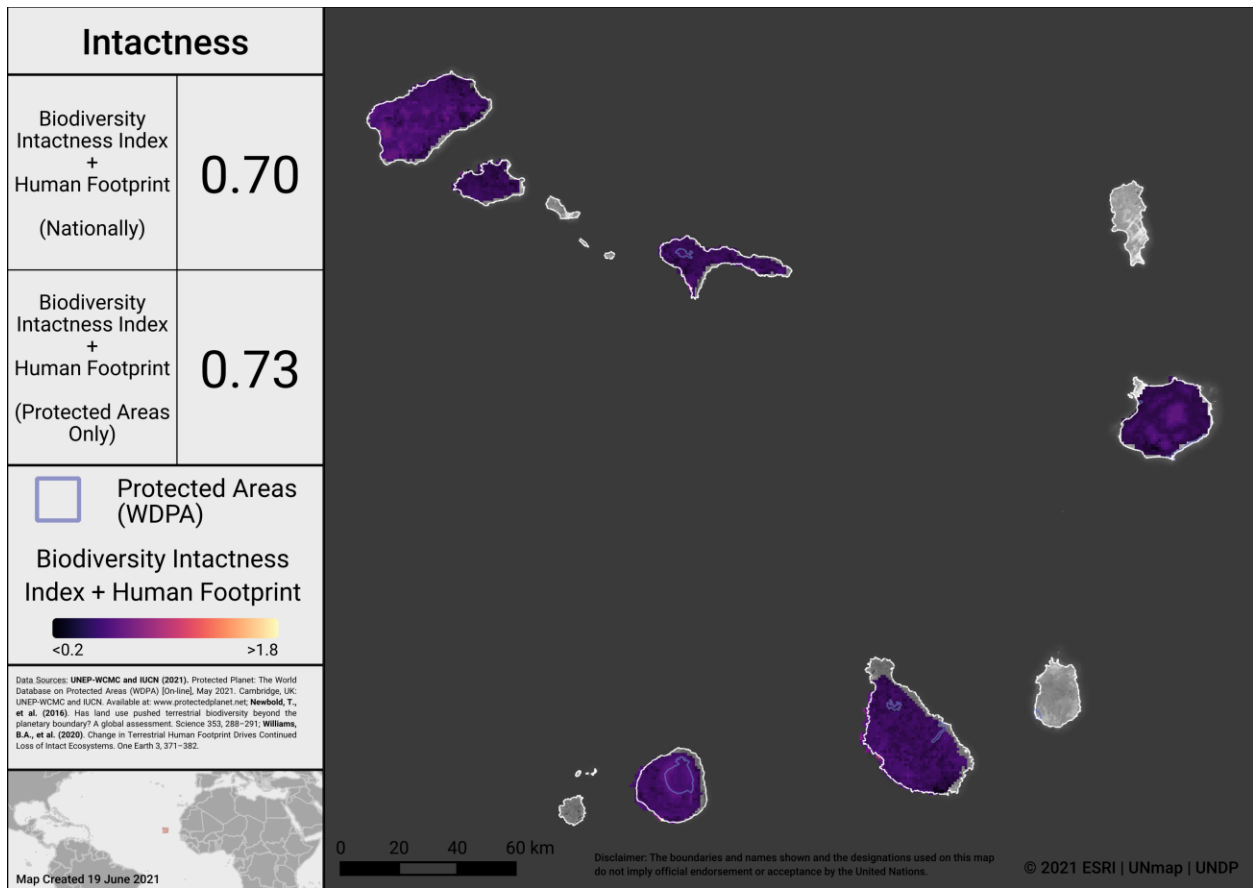 Intactness
Biodiversity
Intactness Index
+
Human Footprint
(Nationally)
0.70
Biodiversity
Intactness Index
+
Human Footprint
(Protected Areas
Only)
0.73
Protected Areas
(WDPA)
Biodiversity Intactness
Index + Human Footprint
<0.2
>1.8
Data Sources: UNEP-WCMC and IUCN (2021). Protected Planet: The World
Database on Protected Areas (WDPA) [On-line], May 2021. Cambridge, UK:
UNEP-WCMC and IUCN. Available at: www.protectedplanet.net; Newbold, T.,
et al. (2016). Has land use pushed terrestrial biodiversity beyond the
planetary boundary? A global assessment. Science 353, 288–291; Williams,
B.A., et al. (2020). Change in Terrestrial Human Footprint Drives Continued
Loss of Intact Ecosystems. One Earth 3, 371–382.
Map Created 19 June 2021
0 20 40 60 km
Disclaimer: The boundaries and names shown and the designations used on this map
do not imply official endorsement or acceptance by the United Nations.
© 2021 ESRI | UNmap | UNDP